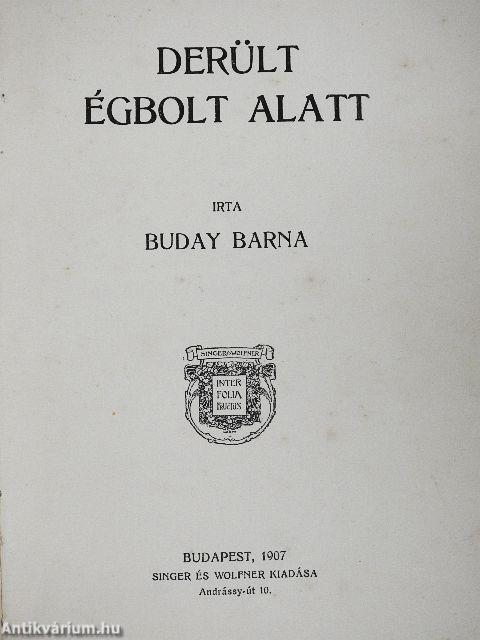 DERÜLT
ÉGBOLT ALATT
IRTA
BUDAY BARNA
SINGER & WOLFNER
INTER
FOLIA
FRUCTUS
BUDAPEST, 1907
SINGER ÉS WOLFNER KIADÁSA
Andrássy-út 10.
Antikvárium.hu